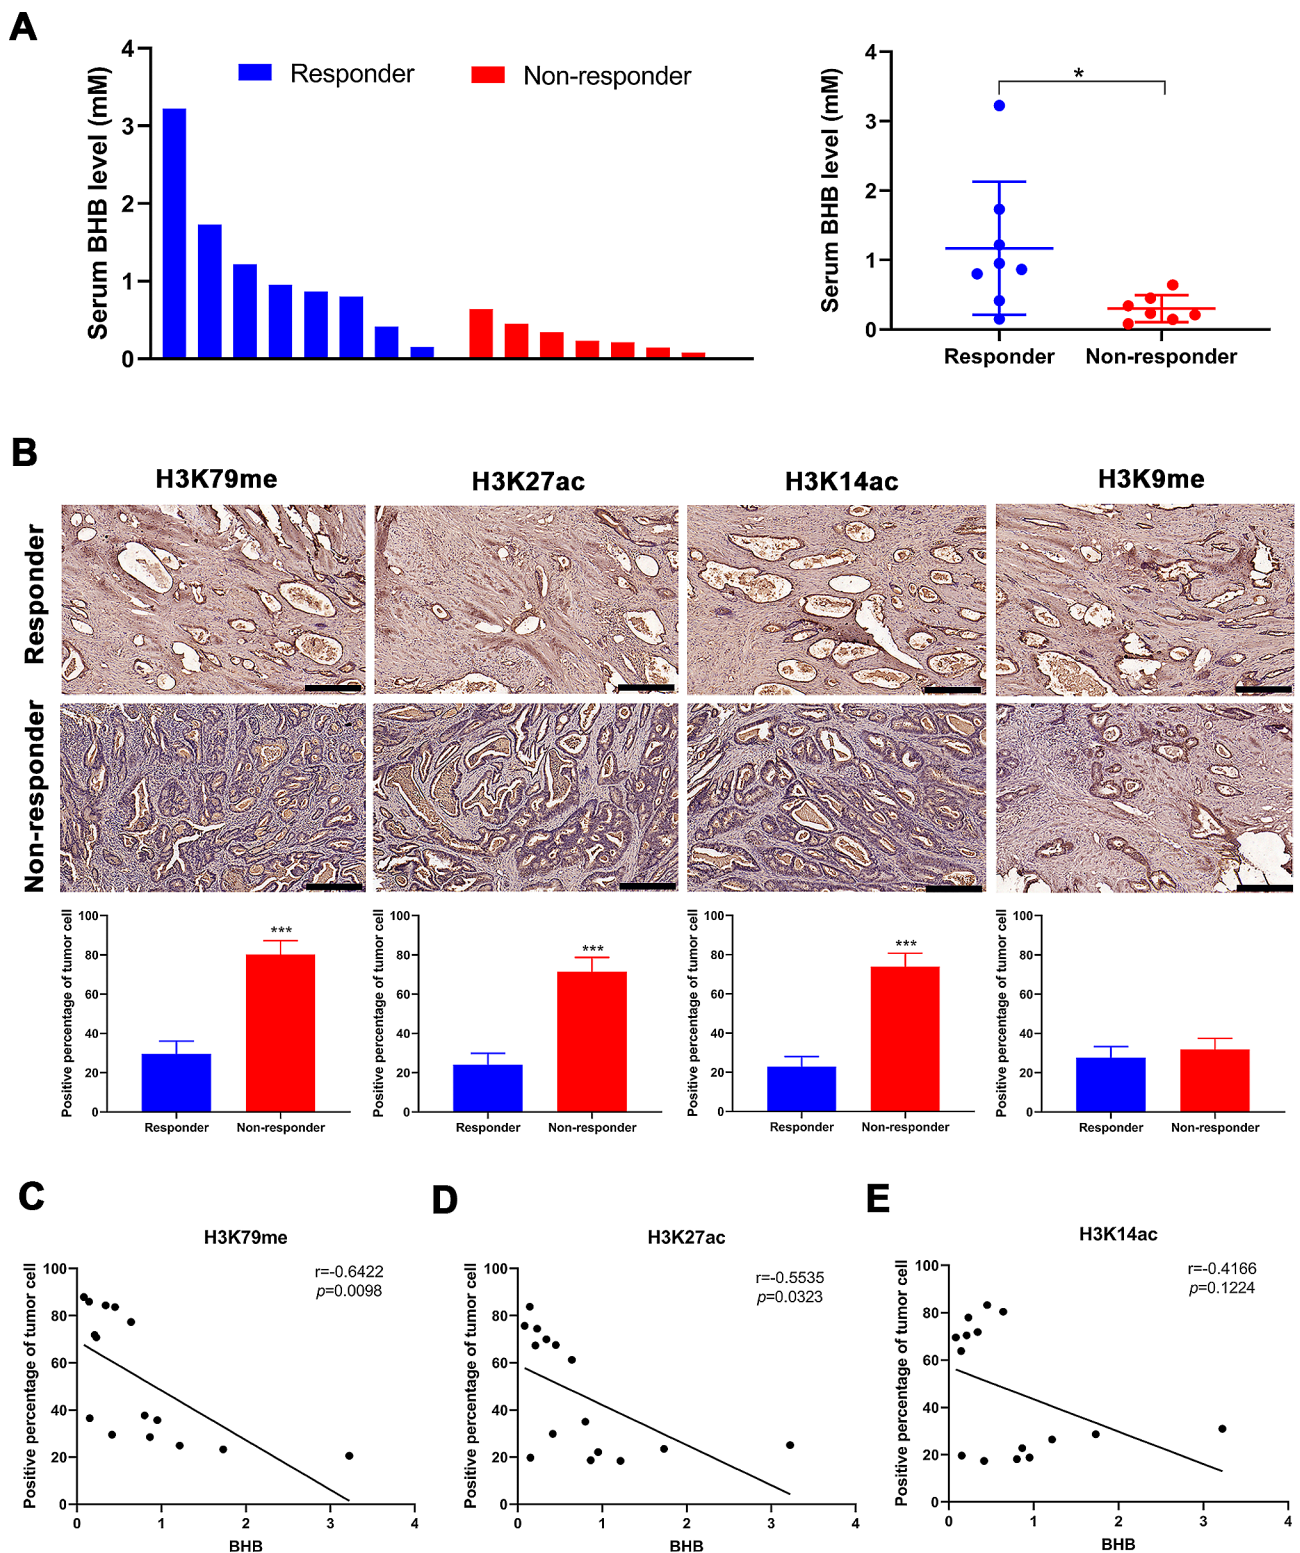 A
Serum BHB level (mM)
4
3
2
1
0
Responder
Non-responder
Serum BHB level (mM)
4
3
2
1
0
*
Responder
Non-responder
B
H3K79me
H3K27ac
H3K14ac
H3K9me
Responder
Non-responder
Positive percentage of tumor cell
100
80
60
40
20
0
***
Responder
Non-responder
Positive percentage of tumor cell
100
80
60
40
20
0
***
Responder
Non-responder
Positive percentage of tumor cell
100
80
60
40
20
0
***
Responder
Non-responder
Positive percentage of tumor cell
100
80
60
40
20
0
Responder
Non-responder
C
H3K79me
r=-0.6422
p=0.0098
Positive percentage of tumor cell
100
80
60
40
20
0
0 1 2 3 4
BHB
D
H3K27ac
r=-0.5535
p=0.0323
Positive percentage of tumor cell
100
80
60
40
20
0
0 1 2 3 4
BHB
E
H3K14ac
r=-0.4166
p=0.1224
Positive percentage of tumor cell
100
80
60
40
20
0
0 1 2 3 4
BHB